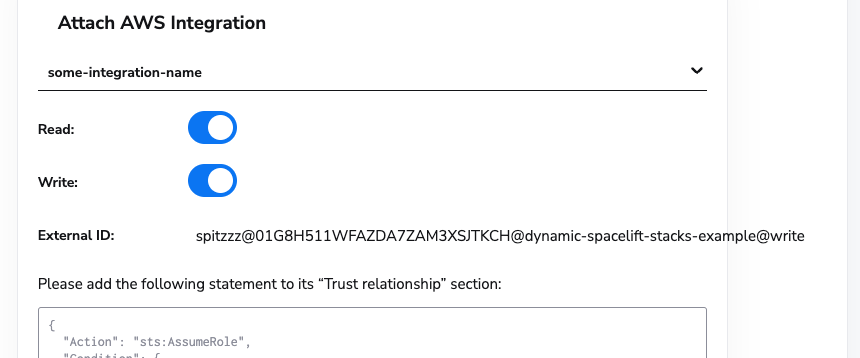 Attach AWS Integration
some-integration-name
Read:
Write:
External ID: spitzzz@01G8H511WFAZDA7ZAM3XSJTKCH@dynamic-spacelift-stacks-example@write
Please add the following statement to its “Trust relationship” section:
{
"Action": "sts:AssumeRole",
"Condition": {